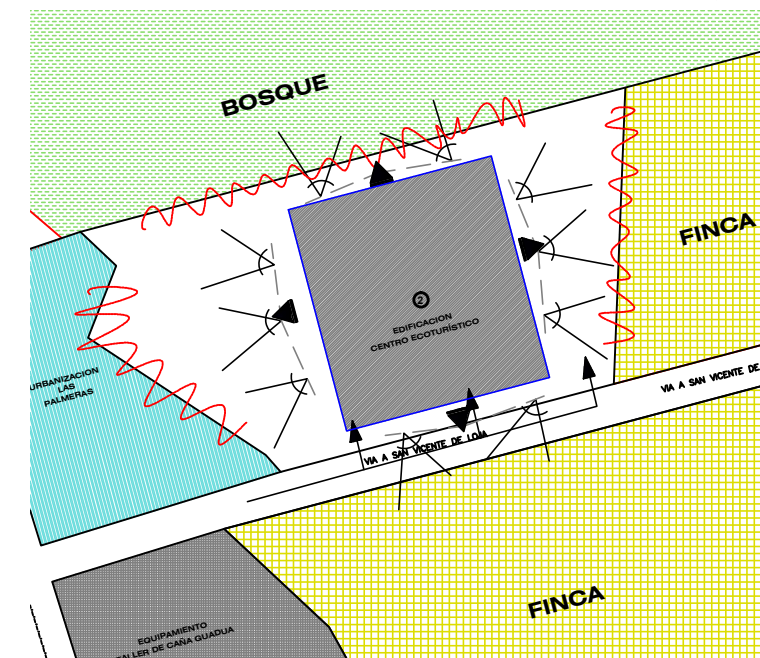 BOSQUE
FINCA
2
EDIFICACION
CENTRO ECOTURÍSTICO
URBANIZACION
LAS
PALMERAS
VIA A SAN VICENTE DE
VIA A SAN VICENTE DE LOJA
FINCA
EQUIPAMIENTO
TALLER DE CAÑA GUADUA